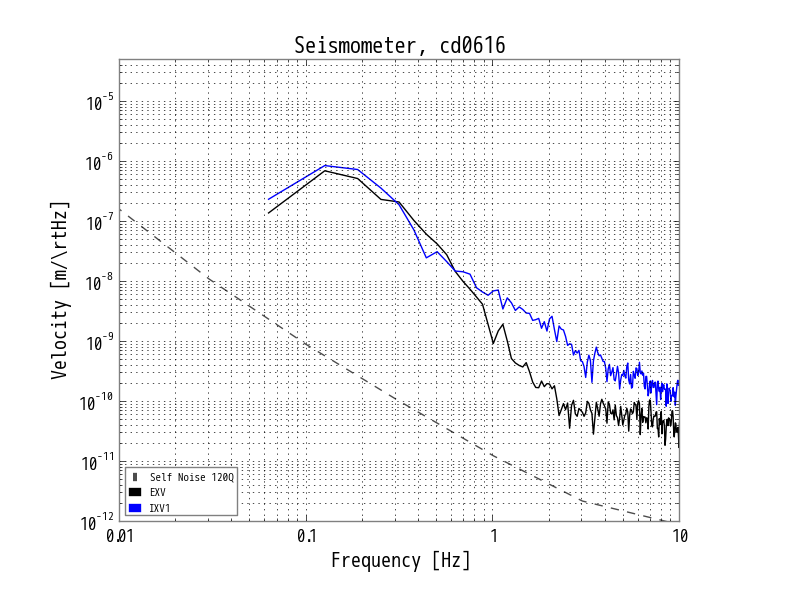 Seismometer, cd0616
10^-5
10^-6
10^-7
10^-8
10^-9
10^-10
10^-11
10^-12
Velocity [m/\rtHz]
Self Noise 120Q
EXV
IXV1
0.01 0.1 1 10
Frequency [Hz]